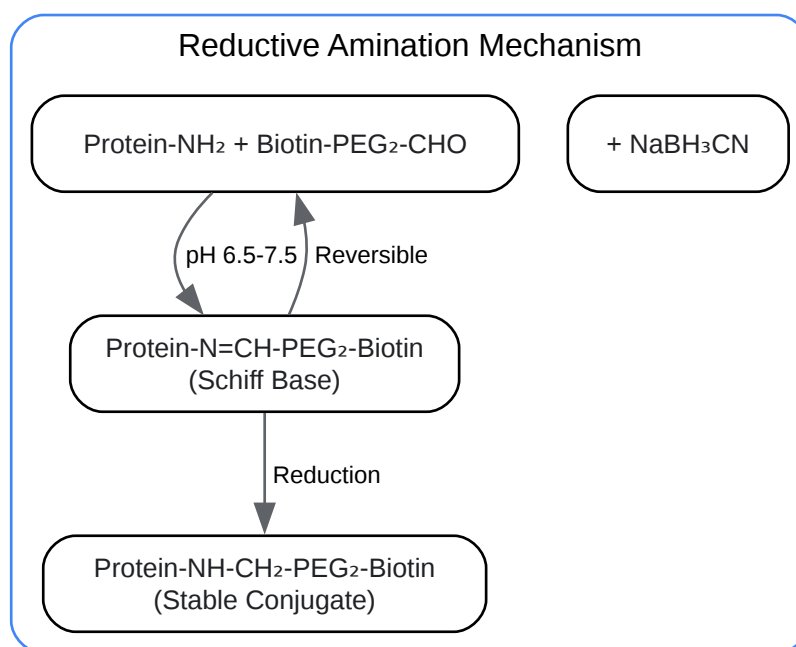 Reductive Amination Mechanism
Protein-NH₂ + Biotin-PEG₂-CHO
+ NaBH₃CN
pH 6.5-7.5
Reversible
Protein-N=CH-PEG₂-Biotin
(Schiff Base)
Reduction
Protein-NH-CH₂-PEG₂-Biotin
(Stable Conjugate)